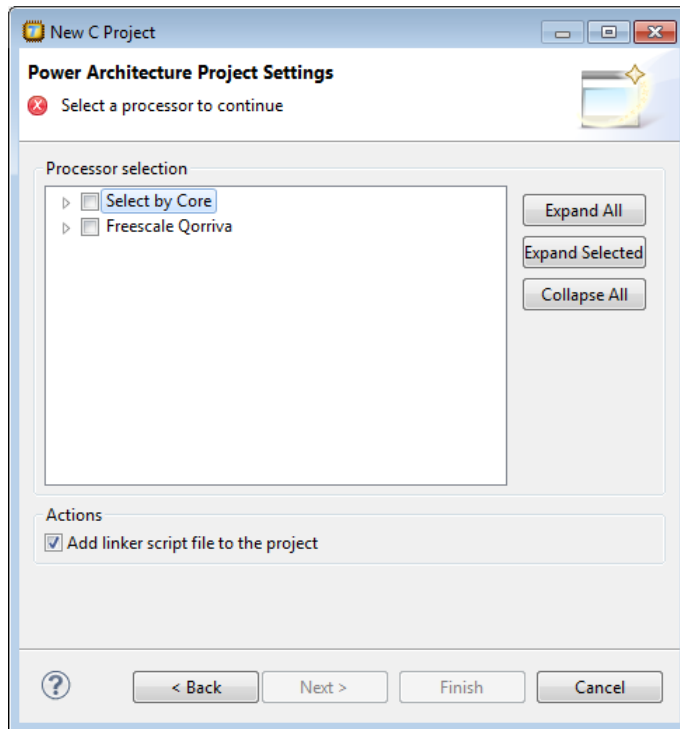 New C Project
Power Architecture Project Settings
Select a processor to continue
Processor selection
Select by Core
Freescale Qorriva
Expand All
Expand Selected
Collapse All
Actions
Add linker script file to the project
?
< Back
Next >
Finish
Cancel